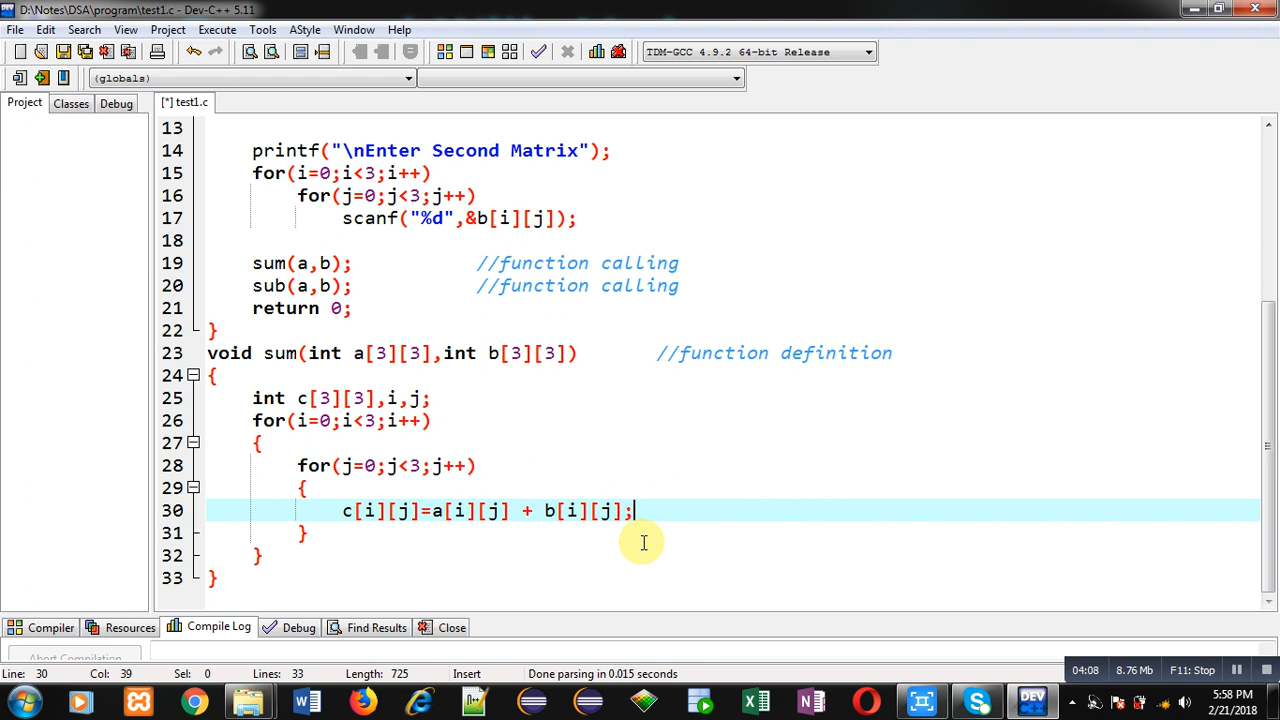 D:\Notes\DSA\program\test1.c - Dev-C++ 5.11
File Edit Search View Project Execute Tools AStyle Window Help
TDM-GCC 4.9.2 64-bit Release
(globals)
Project Classes Debug [*] test1.c
13
14 printf("\nEnter Second Matrix");
15 for(i=0;i<3;i++)
16 for(j=0;j<3;j++)
17 scanf("%d",&b[i][j]);
18
19 sum(a,b); //function calling
20 sub(a,b); //function calling
21 return 0;
22 }
23 void sum(int a[3][3],int b[3][3]) //function definition
24 {
25 int c[3][3],i,j;
26 for(i=0;i<3;i++)
27 {
28 for(j=0;j<3;j++)
29 {
30 c[i][j]=a[i][j] + b[i][j];
31 }
32 }
33 }
Compiler Resources Compile Log Debug Find Results Close
Abort Compilation
Line: 30 Col: 39 Sel: 0 Lines: 33 Length: 725 Insert Done parsing in 0.015 seconds
04:08 8.76 Mb F11: Stop
5:58 PM
2/21/2018